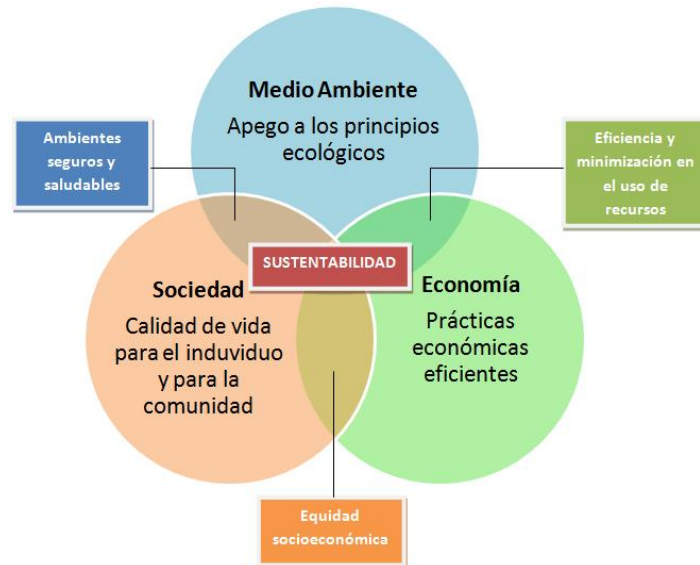 Medio Ambiente
Apego a los principios
ecológicos
Ambientes
seguros y
saludables
Eficiencia y
minimización en
el uso de
recursos
SUSTENTABILIDAD
Sociedad
Calidad de vida
para el induviduo
y para la
comunidad
Economía
Prácticas
económicas
eficientes
Equidad
socioeconómica